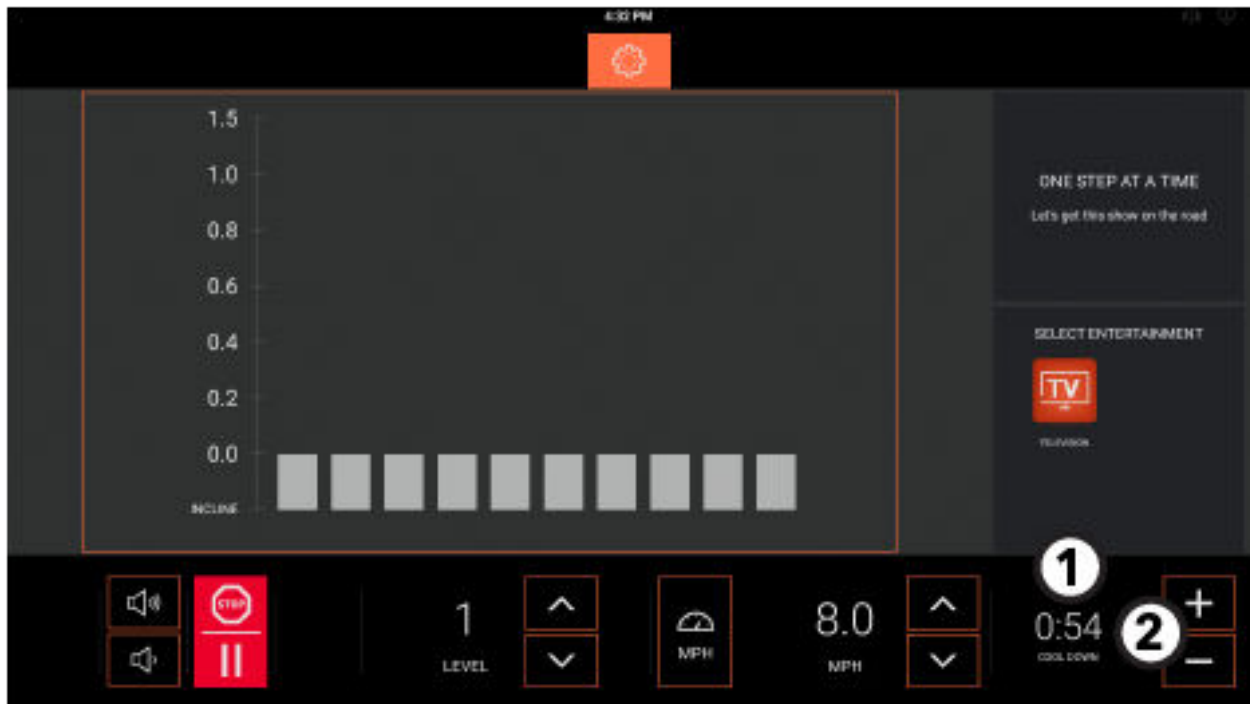 4:32 PM
1.5
1.0
0.8
0.6
0.4
0.2
0.0
INCLINE
ONE STEP AT A TIME
Let's get this show on the road
SELECT ENTERTAINMENT
TV
TELEVISION
STOP
1
LEVEL
MPH
8.0
MPH
1
0:54
COOL DOWN
2